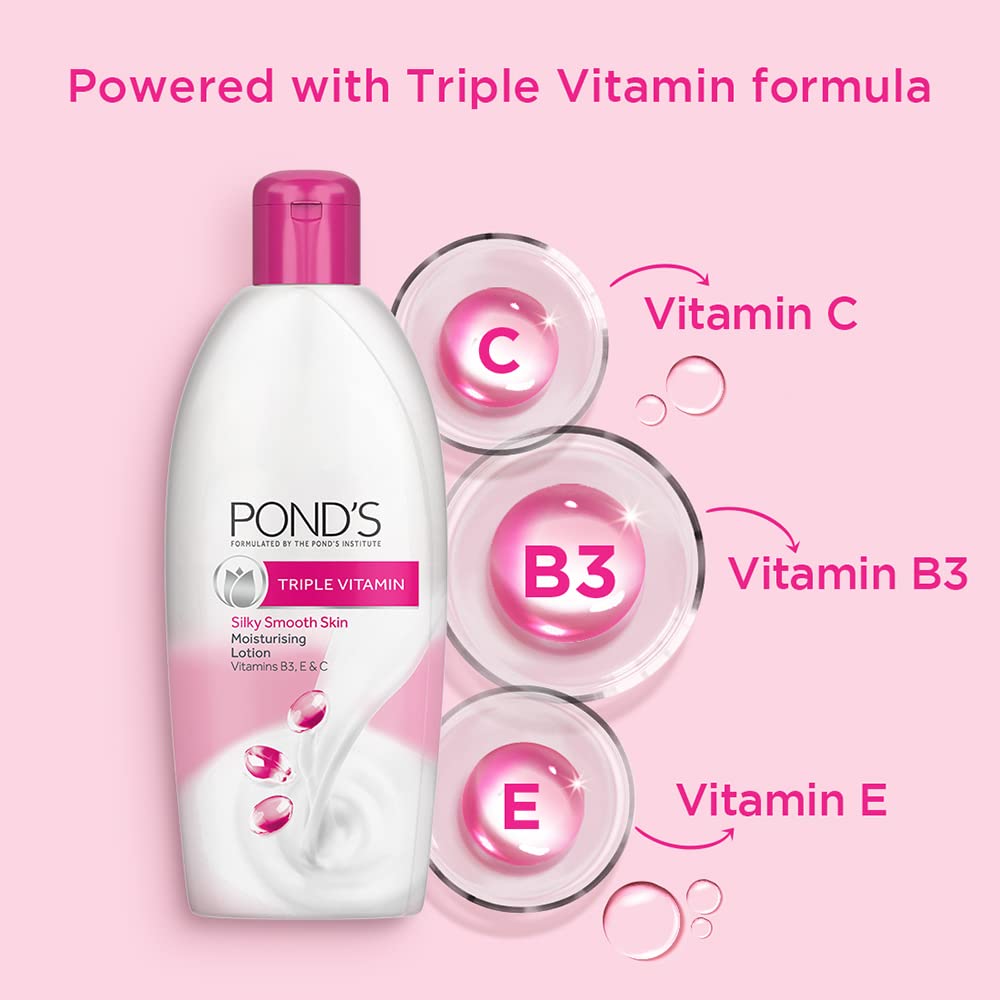 Powered with Triple Vitamin formula
C
Vitamin C
POND'S
FORMULATED BY THE POND'S INSTITUTE
TRIPLE VITAMIN
Silky Smooth Skin
Moisturising
Lotion
Vitamins B3, E & C
B3
Vitamin B3
E
Vitamin E